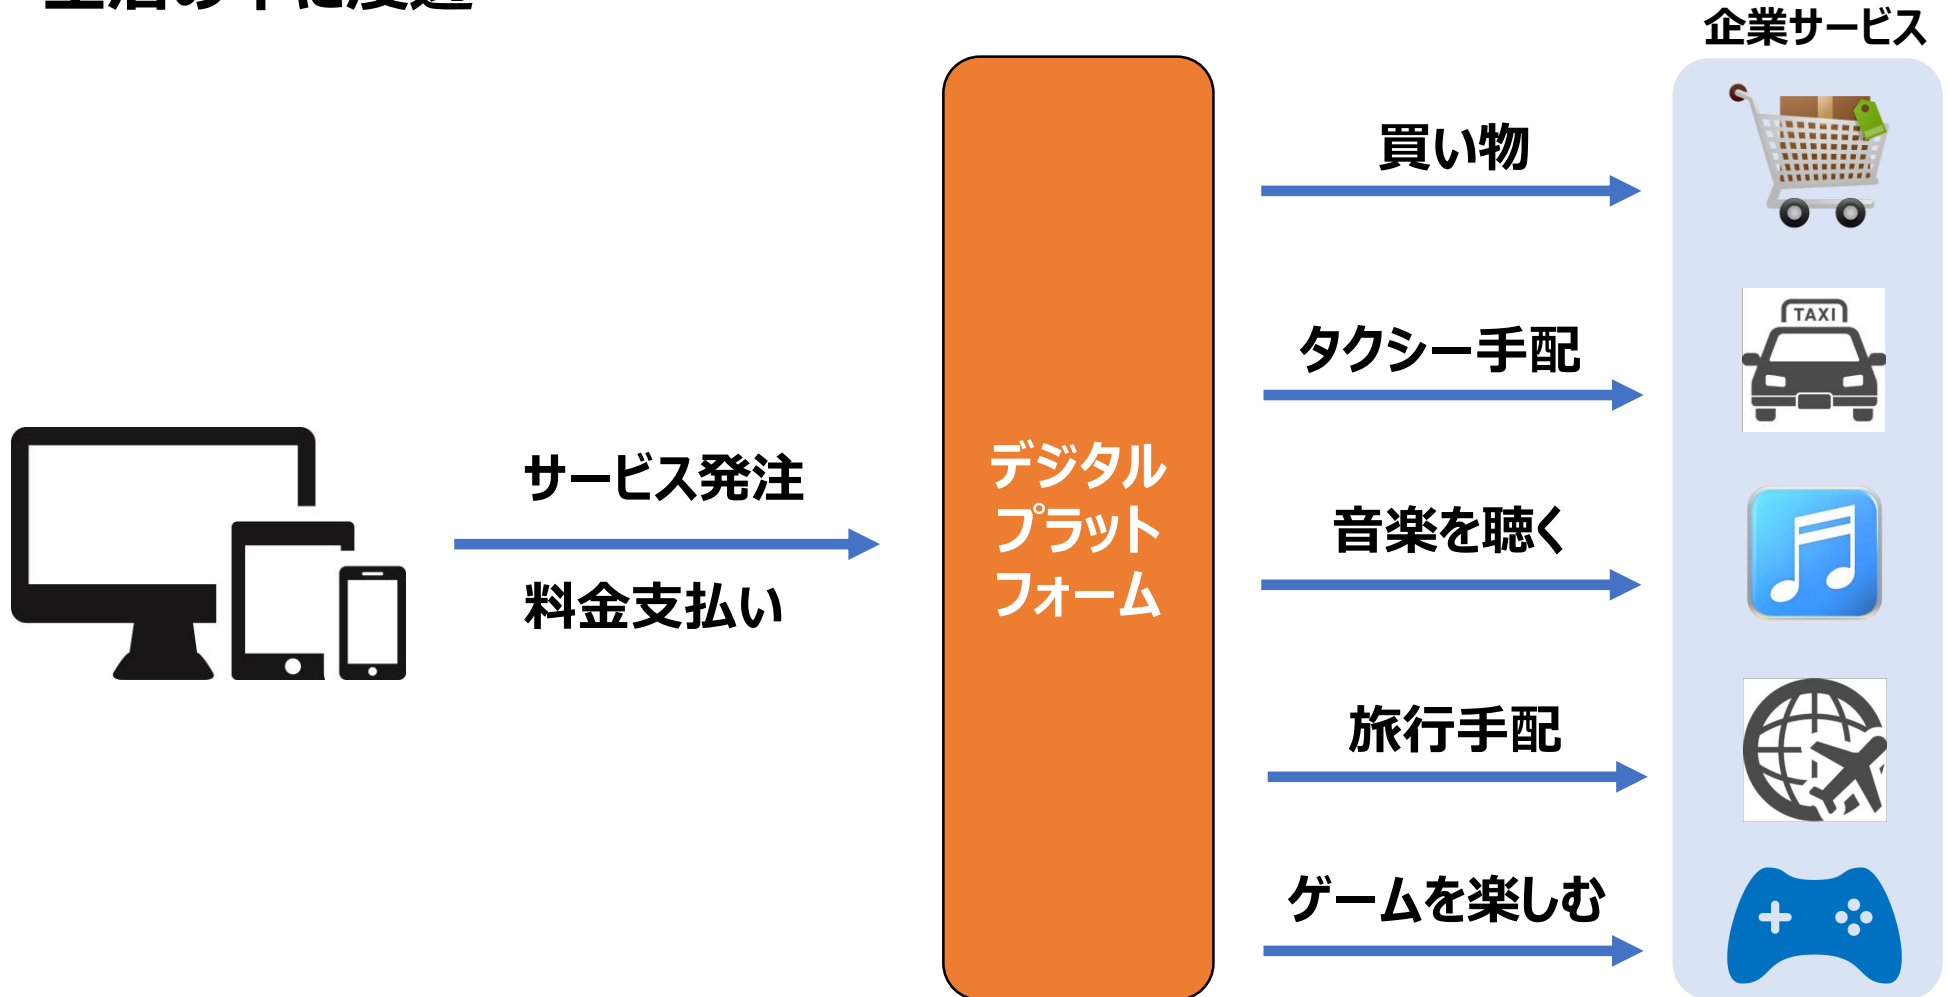 企業サービス
買い物
TAXI
タクシー手配
サービス発注
料金支払い
デジタル
プラット
フォーム
音楽を聴く
旅行手配
ゲームを楽しむ